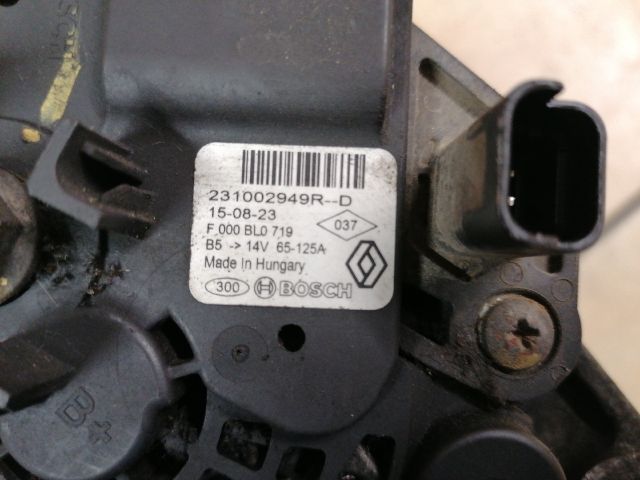 231002949R--D
15-08-23
F 000 BL0 719
037
B5 -> 14V 65-125A
Made In Hungary
300 BOSCH
B+